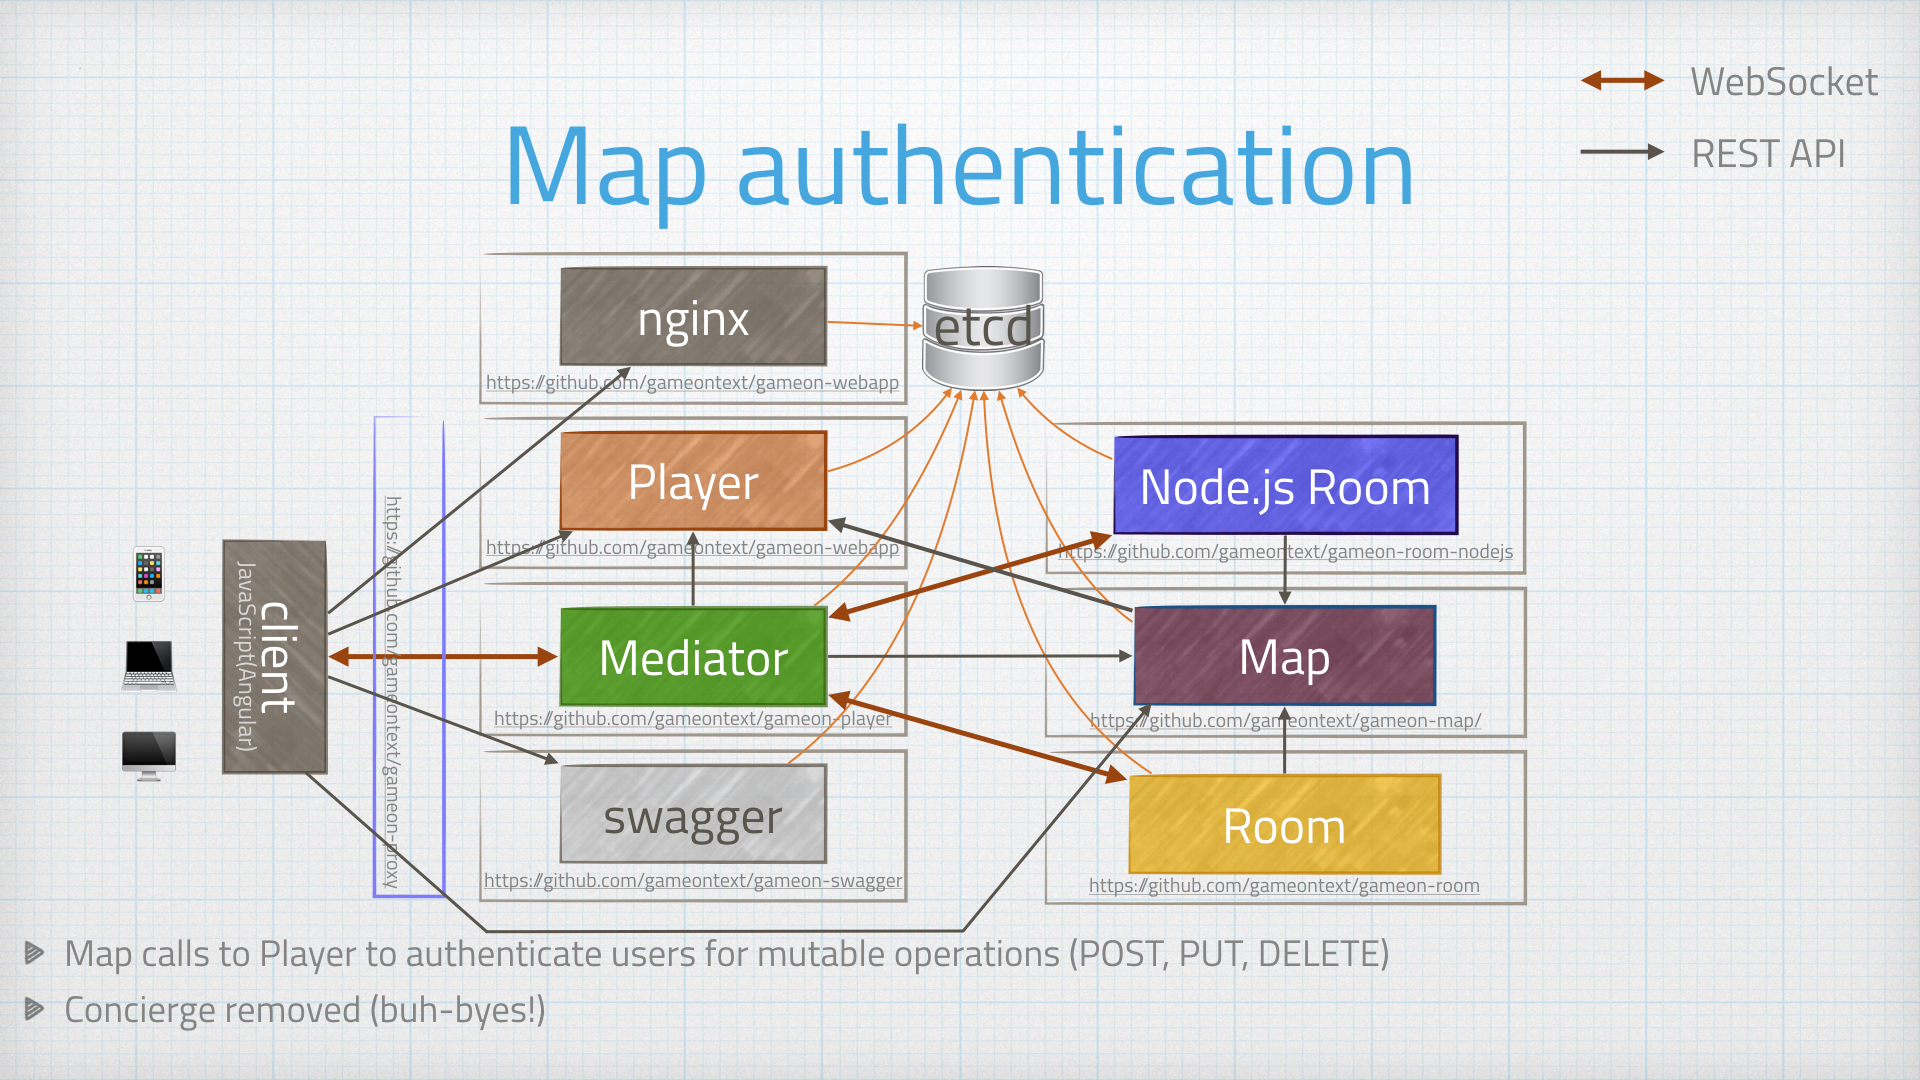 WebSocket
REST API
Map authentication
nginx
https://github.com/gameontext/gameon-webapp
etcd
Player
https://github.com/gameontext/gameon-webapp
Node.js Room
https://github.com/gameontext/gameon-room-nodejs
client
JavaScript(Angular)
https://github.com/gameontext/gameon-proxy
Mediator
https://github.com/gameontext/gameon-player
Map
https://github.com/gameontext/gameon-map/
swagger
https://github.com/gameontext/gameon-swagger
Room
https://github.com/gameontext/gameon-room
Map calls to Player to authenticate users for mutable operations (POST, PUT, DELETE)
Concierge removed (buh-byes!)